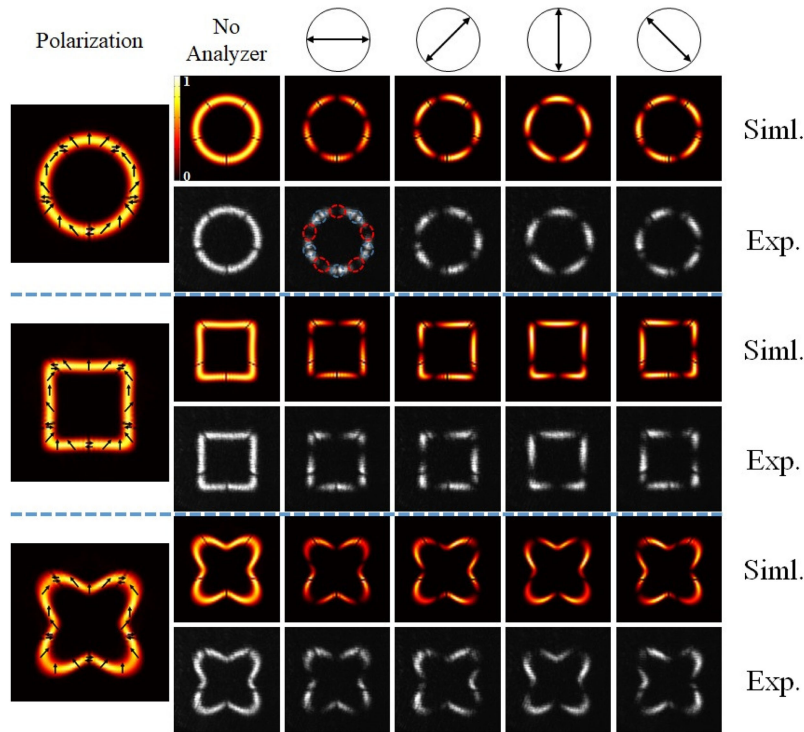 Polarization
No
Analyzer
1
0
Siml.
Exp.
Siml.
Exp.
Siml.
Exp.